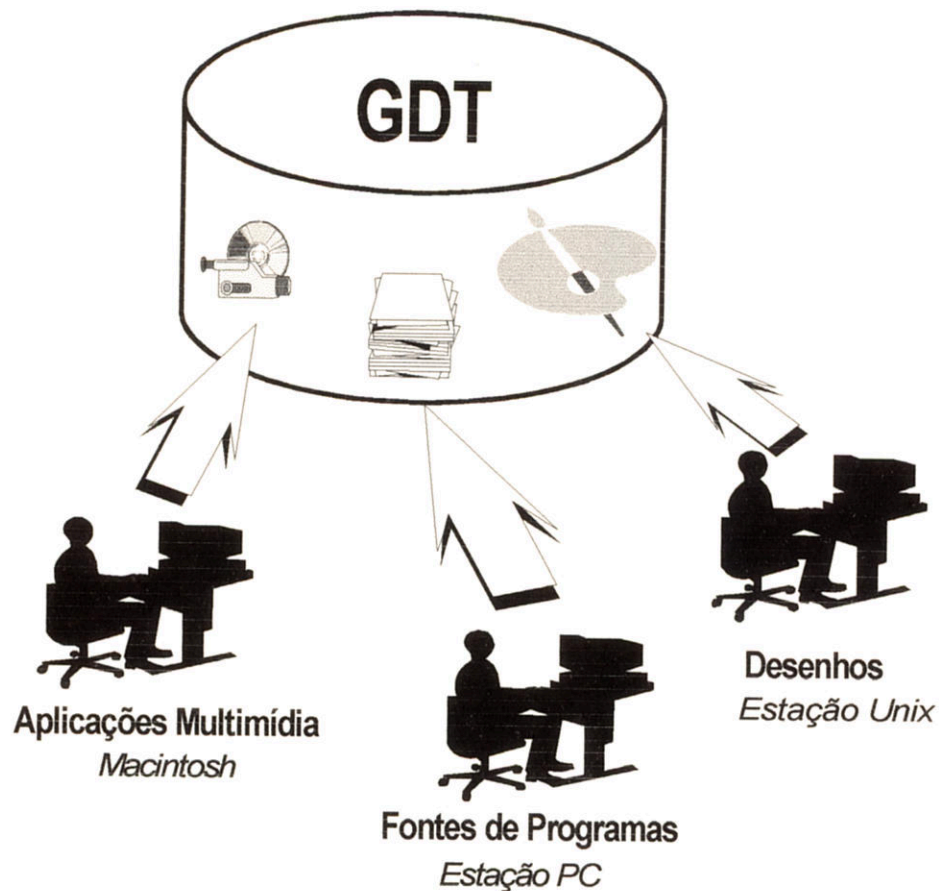 GDT
Aplicações Multimídia
Macintosh
Fontes de Programas
Estação PC
Desenhos
Estação Unix